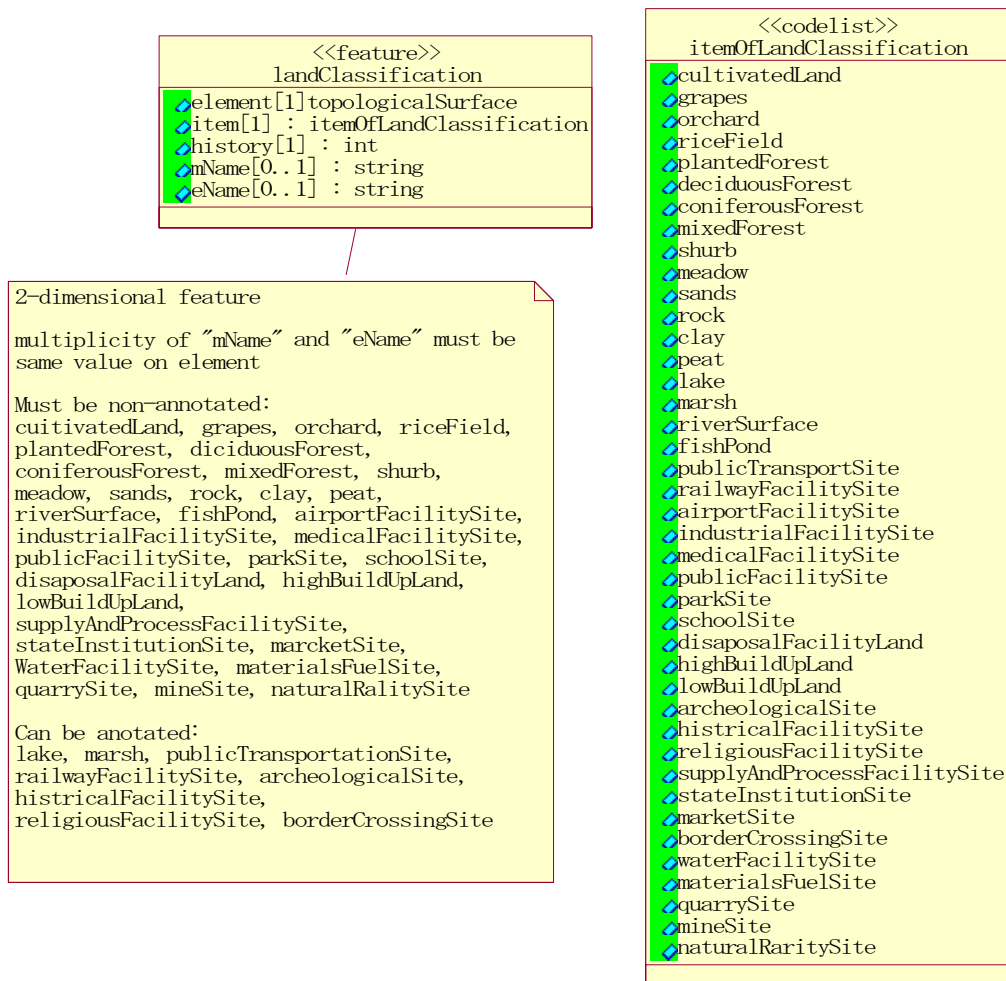 <<feature>>
landClassification
element[1]topologicalSurface
item[1] : itemOfLandClassification
history[1] : int
mName[0..1] : string
eName[0..1] : string
2-dimensional feature
multiplicity of "mName" and "eName" must be
same value on element
Must be non-annotated:
cuitivatedLand, grapes, orchard, riceField,
plantedForest, diciduousForest,
coniferousForest, mixedForest, shurb,
meadow, sands, rock, clay, peat,
riverSurface, fishPond, airportFacilitySite,
industrialFacilitySite, medicalFacilitySite,
publicFacilitySite, parkSite, schoolSite,
disaposalFacilityLand, highBuildUpLand,
lowBuildUpLand,
supplyAndProcessFacilitySite,
stateInstitutionSite, marcketSite,
WaterFacilitySite, materialsFuelSite,
quarrySite, mineSite, naturalRalitySite
Can be anotated:
lake, marsh, publicTransportationSite,
railwayFacilitySite, archeologicalSite,
histricalFacilitySite,
religiousFacilitySite, borderCrossingSite
<<codelist>>
itemOfLandClassification
cultivatedLand
grapes
orchard
riceField
plantedForest
deciduousForest
coniferousForest
mixedForest
shurb
meadow
sands
rock
clay
peat
lake
marsh
riverSurface
fishPond
publicTransportSite
railwayFacilitySite
airportFacilitySite
industrialFacilitySite
medicalFacilitySite
publicFacilitySite
parkSite
schoolSite
disaposalFacilityLand
highBuildUpLand
lowBuildUpLand
archeologicalSite
histricalFacilitySite
religiousFacilitySite
supplyAndProcessFacilitySite
stateInstitutionSite
marketSite
borderCrossingSite
waterFacilitySite
materialsFuelSite
quarrySite
mineSite
naturalRaritySite